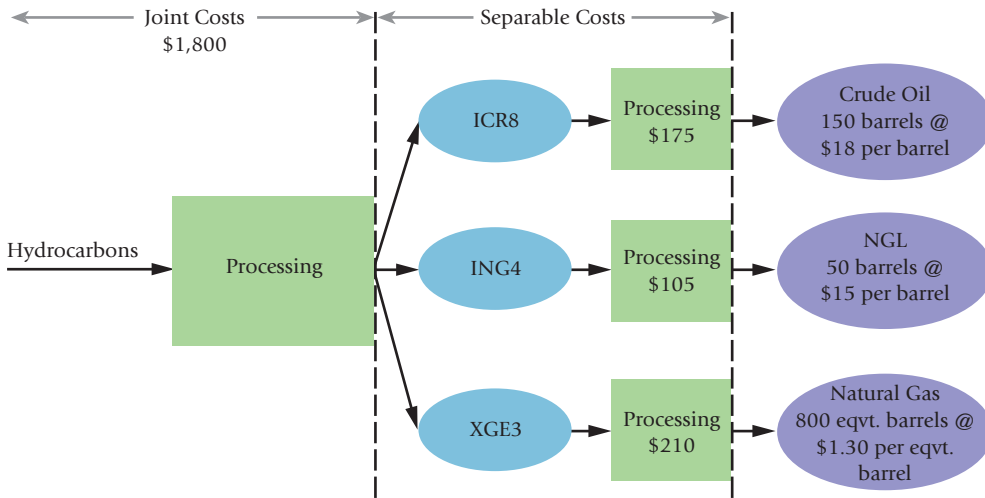 Joint Costs
$1,800
Separable Costs
Hydrocarbons
Processing
ICR8
Processing
$175
Crude Oil
150 barrels @
$18 per barrel
ING4
Processing
$105
NGL
50 barrels @
$15 per barrel
XGE3
Processing
$210
Natural Gas
800 eqvt. barrels @
$1.30 per eqvt.
barrel